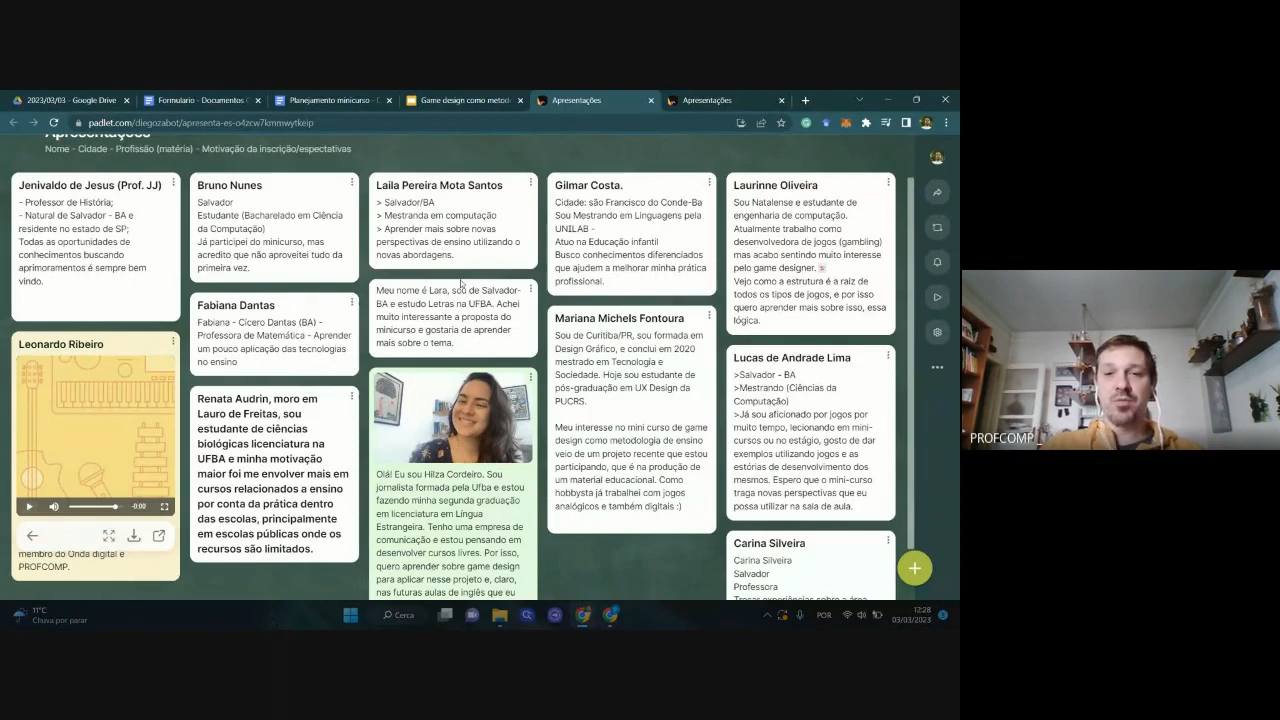 2023/03/03 - Google Drive
Formulario - Documentos G
Planejamento minicurso - D
Game design como metod
Apresentações
Apresentações
padlet.com/diegozabot/apresenta-es-o4zcw7kmmwytkeip
Apresentações
Nome - Cidade - Profissão (matéria) - Motivação da inscrição/espectativas
Jenivaldo de Jesus (Prof. JJ)
- Professor de História;
- Natural de Salvador - BA e
residente no estado de SP;
Todas as oportunidades de
conhecimentos buscando
aprimoramentos é sempre bem
vindo.
Leonardo Ribeiro
-0:00
membro do Onda digital e
PROFCOMP.
Bruno Nunes
Salvador
Estudante (Bacharelado em Ciência
da Computação)
Já participei do minicurso, mas
acredito que não aproveitei tudo da
primeira vez.
Fabiana Dantas
Fabiana - Cícero Dantas (BA) -
Professora de Matemática - Aprender
um pouco aplicação das tecnologias
no ensino
Renata Audrin, moro em
Lauro de Freitas, sou
estudante de ciências
biológicas licenciatura na
UFBA e minha motivação
maior foi me envolver mais em
cursos relacionados a ensino
por conta da prática dentro
das escolas, principalmente
em escolas públicas onde os
recursos são limitados.
Laila Pereira Mota Santos
> Salvador/BA
> Mestranda em computação
> Aprender mais sobre novas
perspectivas de ensino utilizando o
novas abordagens.
Meu nome é Lara, sou de Salvador-
BA e estudo Letras na UFBA. Achei
muito interessante a proposta do
minicurso e gostaria de aprender
mais sobre o tema.
Olá! Eu sou Hilza Cordeiro. Sou
jornalista formada pela Ufba e estou
fazendo minha segunda graduação
em licenciatura em Língua
Estrangeira. Tenho uma empresa de
comunicação e estou pensando em
desenvolver cursos livres. Por isso,
quero aprender sobre game design
para aplicar nesse projeto e, claro,
nas futuras aulas de inglês que eu
Gilmar Costa.
Cidade: são Francisco do Conde-Ba
Sou Mestrando em Linguagens pela
UNILAB -
Atuo na Educação infantil
Busco conhecimentos diferenciados
que ajudem a melhorar minha prática
profissional.
Mariana Michels Fontoura
Sou de Curitiba/PR, sou formada em
Design Gráfico, e conclui em 2020
mestrado em Tecnologia e
Sociedade. Hoje sou estudante de
pós-graduação em UX Design da
PUCRS.
Meu interesse no mini curso de game
design como metodologia de ensino
veio de um projeto recente que estou
participando, que é na produção de
um material educacional. Como
hobbysta já trabalhei com jogos
analógicos e também digitais :)
Laurinne Oliveira
Sou Natalense e estudante de
engenharia de computação.
Atualmente trabalho como
desenvolvedora de jogos (gambling)
mas acabo sentindo muito interesse
pelo game designer.
Vejo como a estrutura é a raiz de
todos os tipos de jogos, e por isso
quero aprender mais sobre isso, essa
lógica.
Lucas de Andrade Lima
>Salvador - BA
>Mestrando (Ciências da
Computação)
>Já sou aficionado por jogos por
muito tempo, lecionando em mini-
cursos ou no estágio, gosto de dar
exemplos utilizando jogos e as
estórias de desenvolvimento dos
mesmos. Espero que o mini-curso
traga novas perspectivas que eu
possa utilizar na sala de aula.
Carina Silveira
Carina Silveira
Salvador
Professora
Trocar experiências sobre a área
PROFCOMP _
11°C
Chuva por parar
Cerca
POR
12:28
03/03/2023